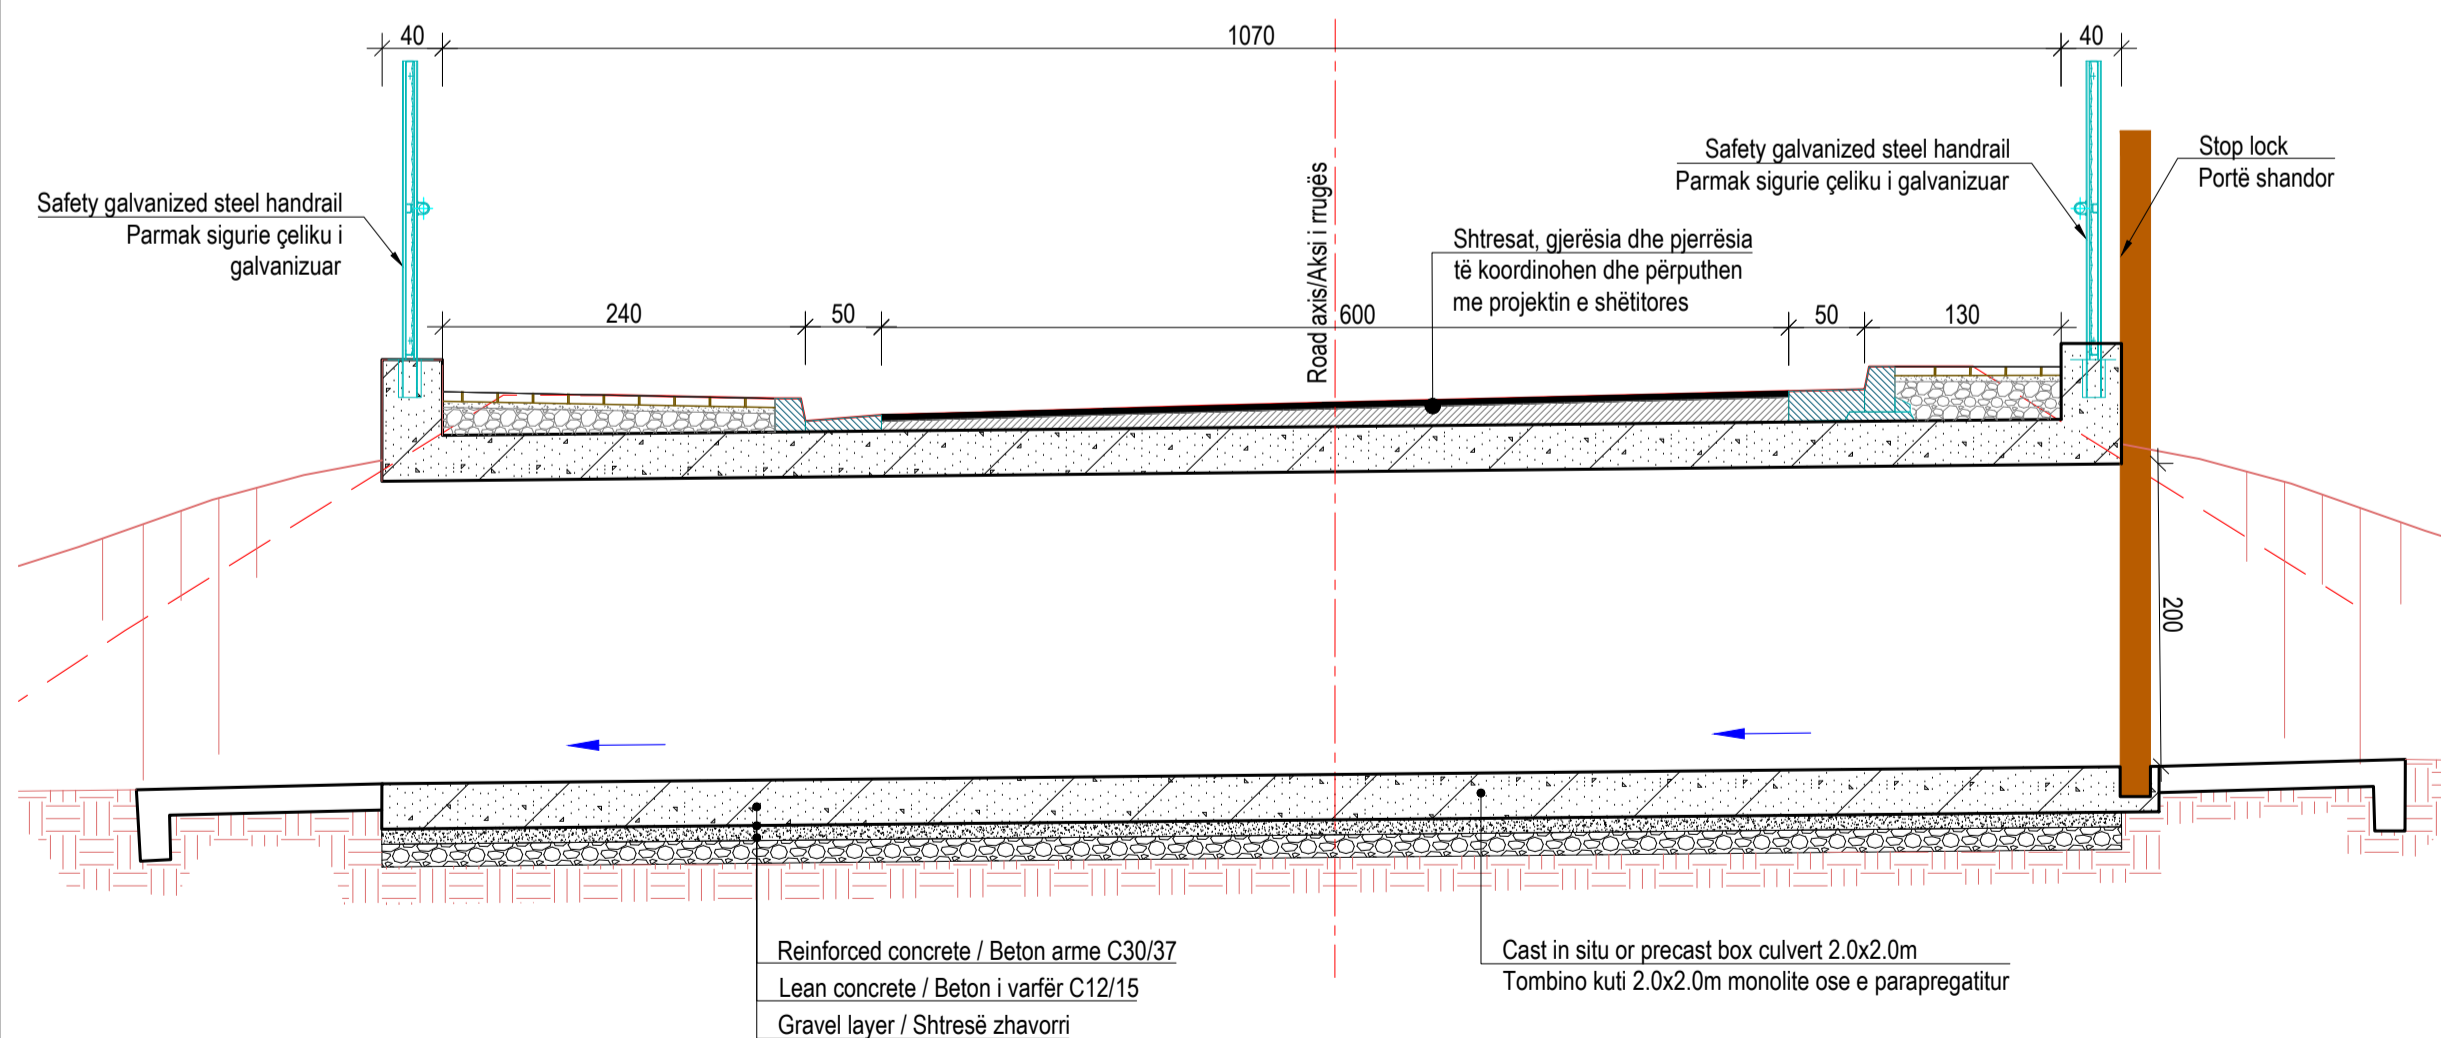 40
1070
40
Safety galvanized steel handrail
Parmak sigurie çeliku i
galvanizuar
Road axis/Aksi i rrugës
Shtresat, gjerësia dhe pjerrësia
të koordinohen dhe përputhen
me projektin e shëtitores
Safety galvanized steel handrail
Parmak sigurie çeliku i galvanizuar
Stop lock
Portë shandor
240
50
600
50
130
200
Reinforced concrete / Beton arme C30/37
Lean concrete / Beton i varfër C12/15
Gravel layer / Shtresë zhavorri
Cast in situ or precast box culvert 2.0x2.0m
Tombino kuti 2.0x2.0m monolite ose e parapregatitur